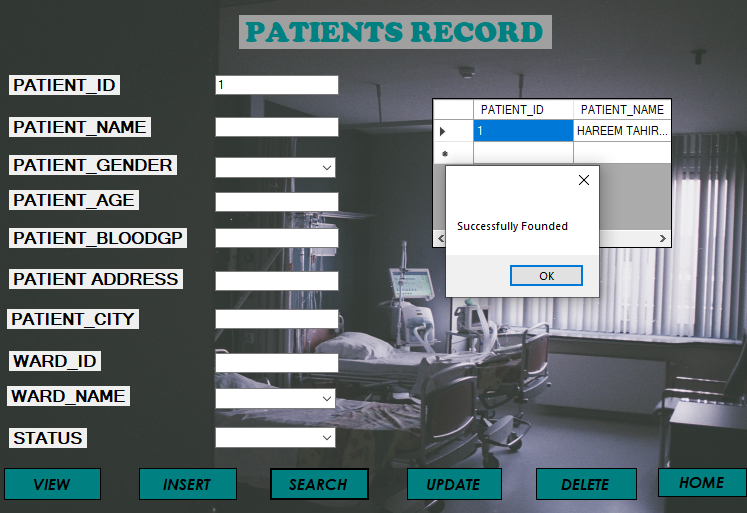 PATIENTS RECORD
PATIENT_ID
1
PATIENT_NAME
PATIENT_GENDER
PATIENT_AGE
PATIENT_BLOODGP
PATIENT ADDRESS
PATIENT_CITY
WARD_ID
WARD_NAME
STATUS
PATIENT_ID PATIENT_NAME
1 HAREEM TAHIR...
Successfully Founded
OK
VIEW INSERT SEARCH UPDATE DELETE HOME